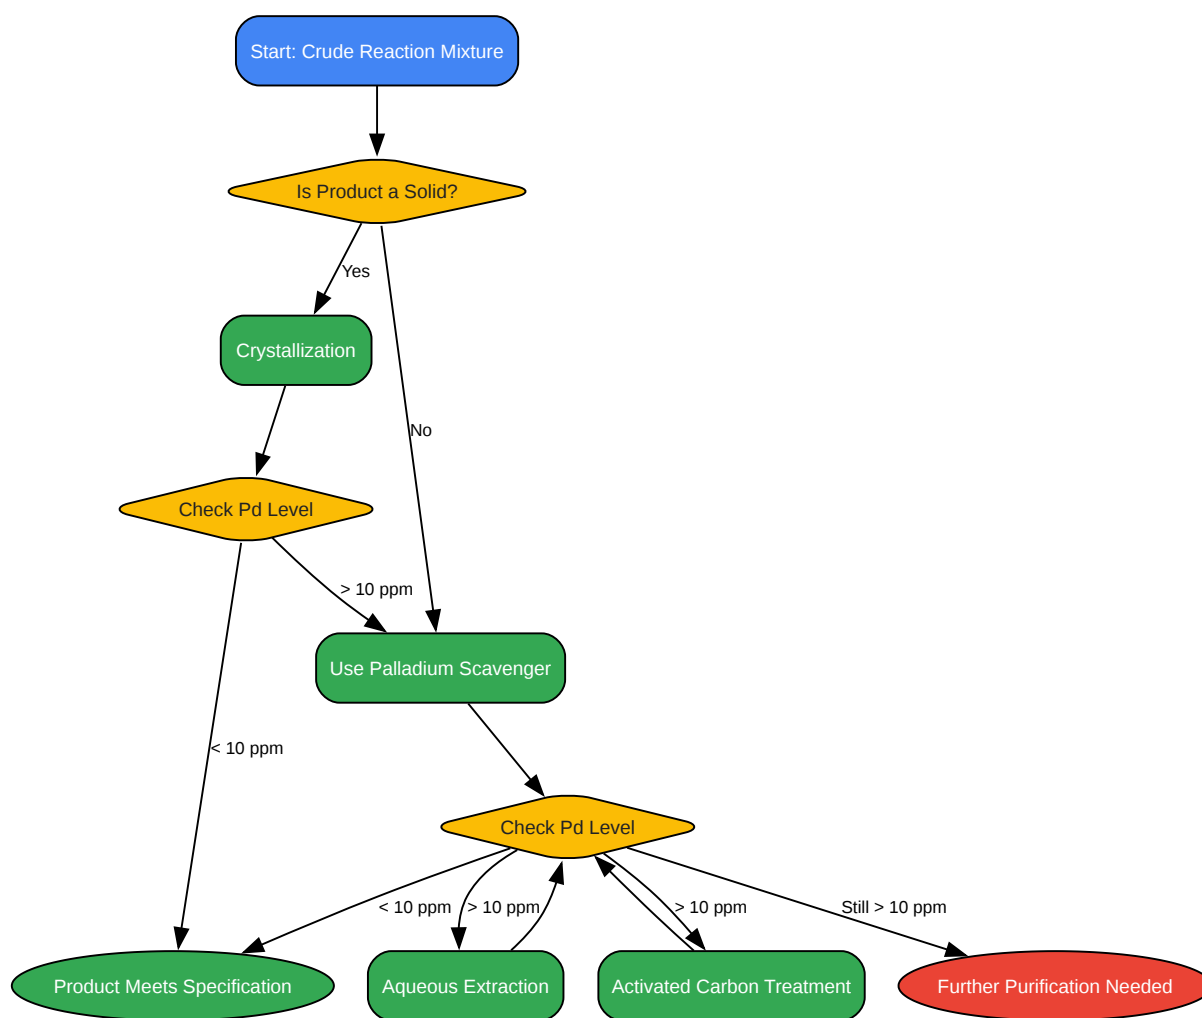 Start: Crude Reaction Mixture
Is Product a Solid?
Yes
Crystallization
No
Check Pd Level
> 10 ppm
Use Palladium Scavenger
< 10 ppm
Check Pd Level
< 10 ppm
> 10 ppm
> 10 ppm
Still > 10 ppm
Product Meets Specification
Aqueous Extraction
Activated Carbon Treatment
Further Purification Needed